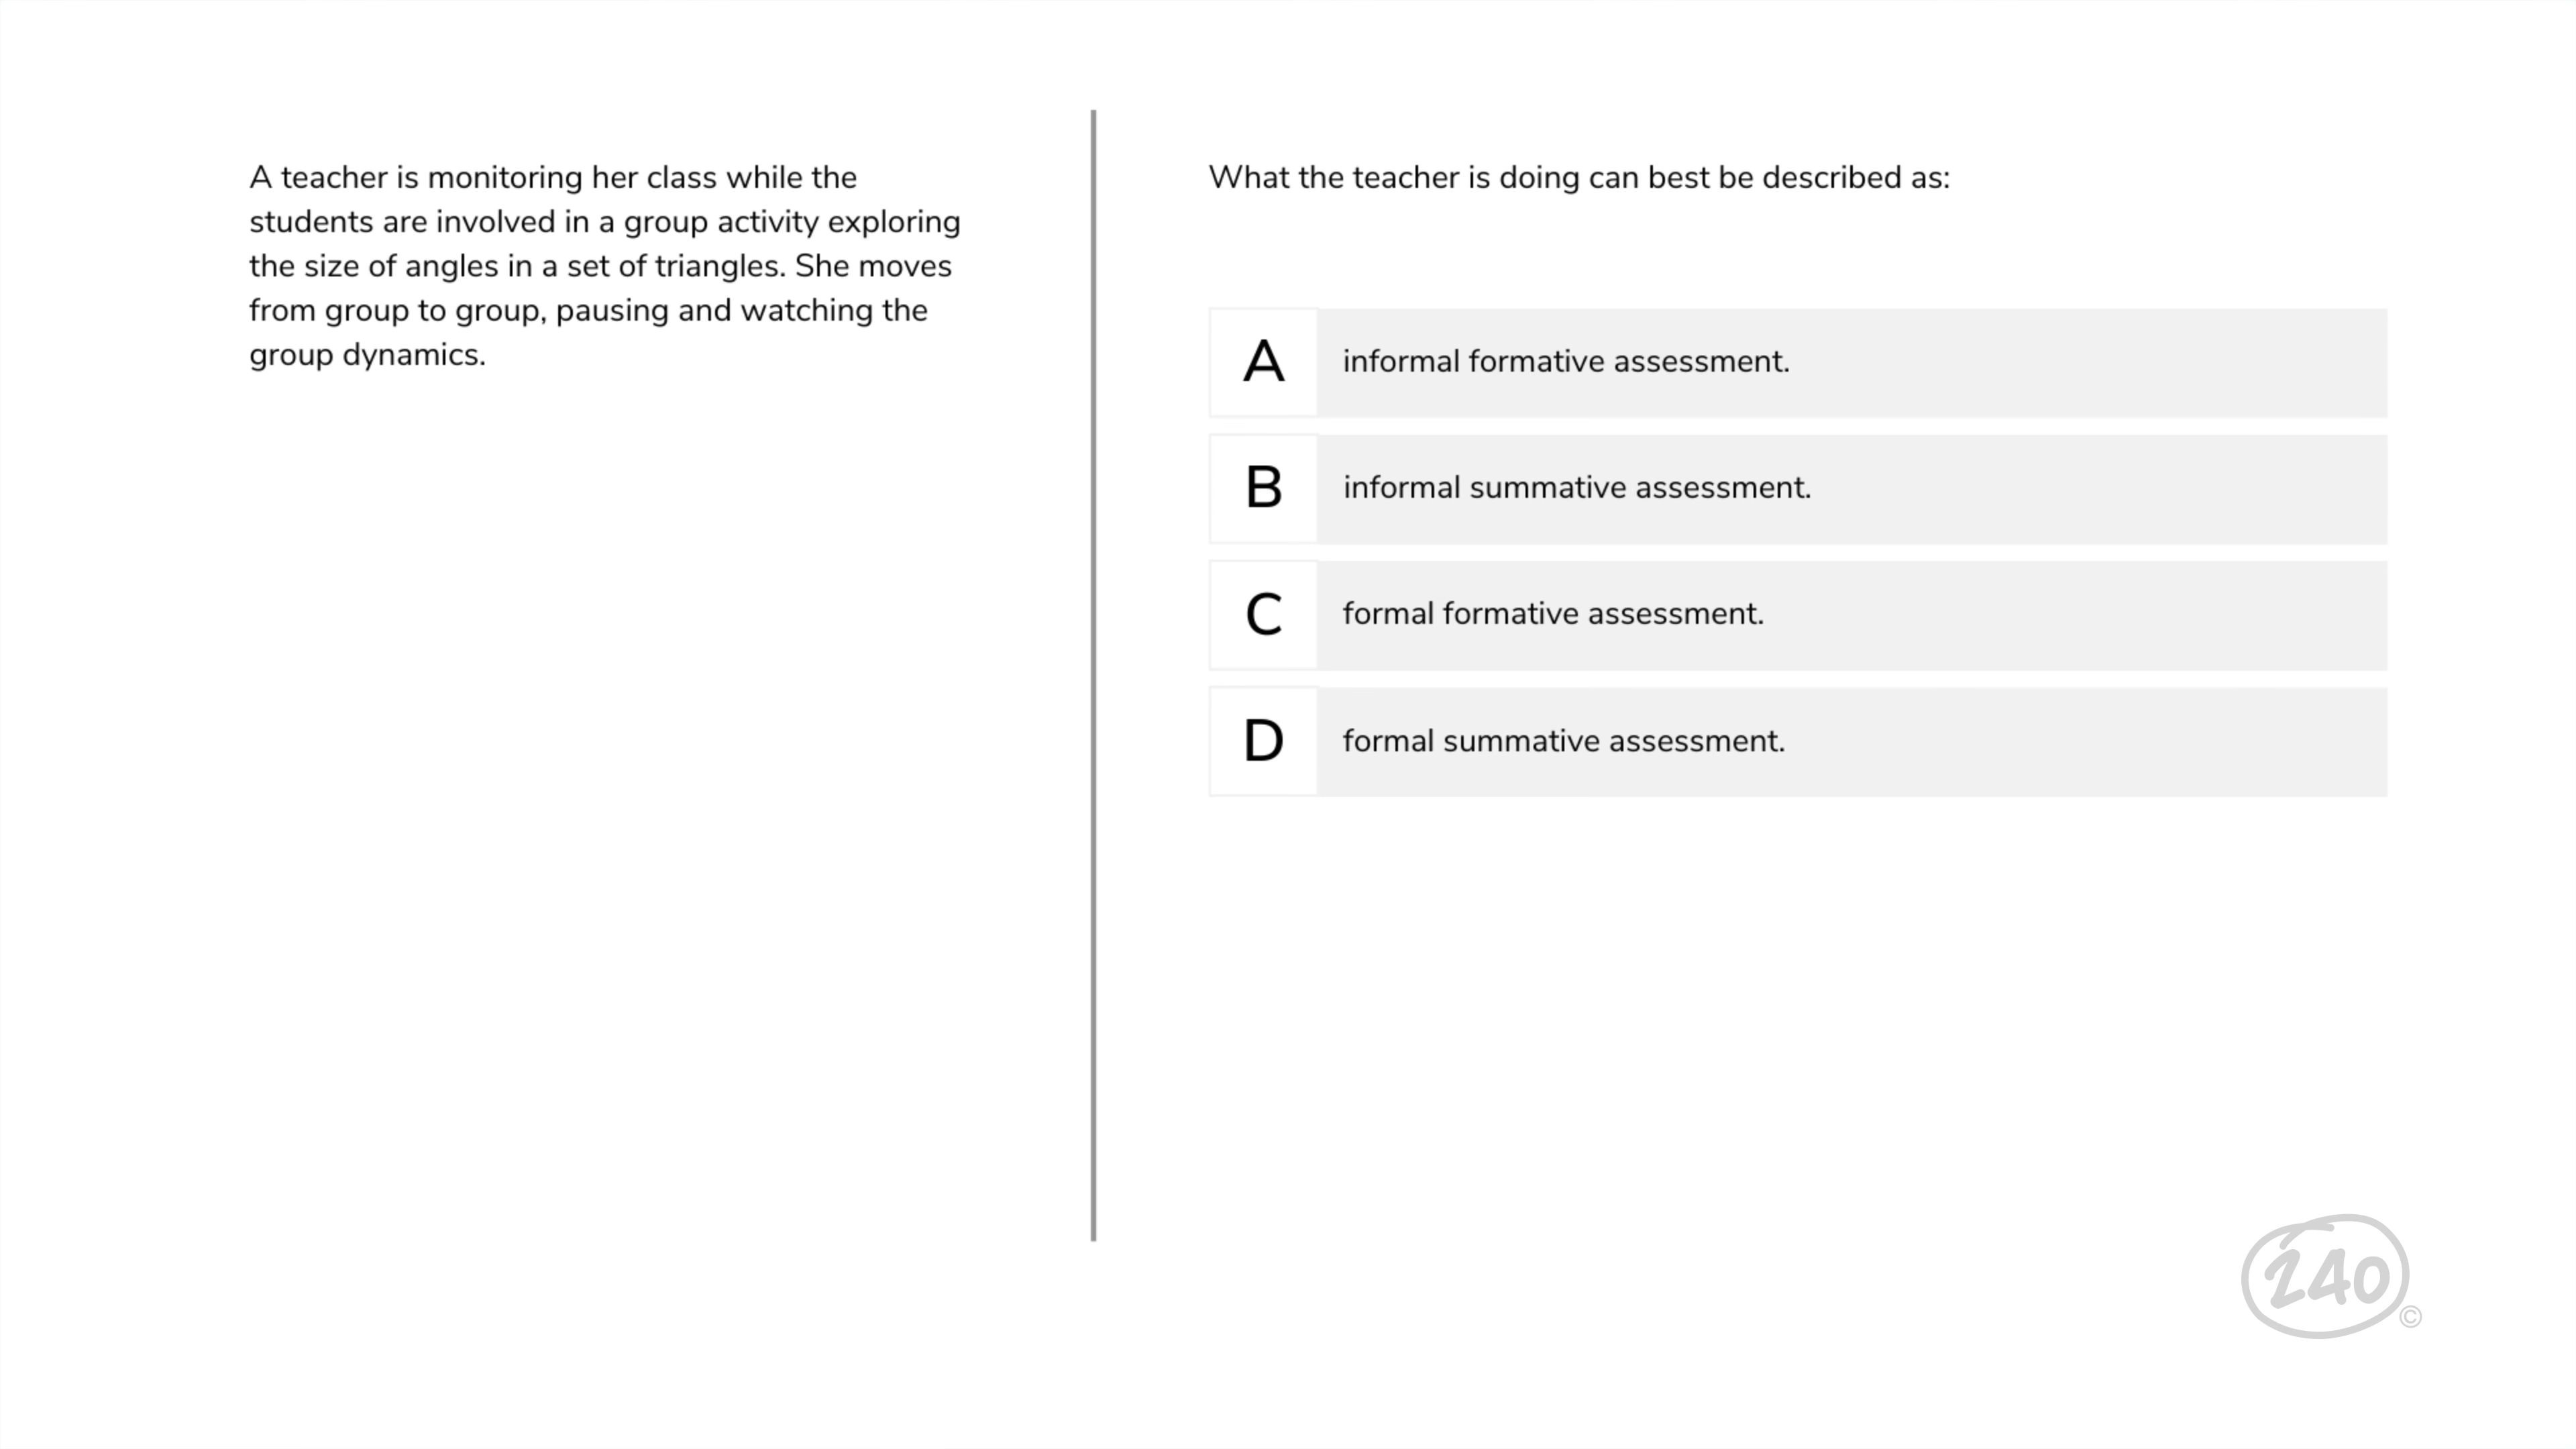 A teacher is monitoring her class while the
students are involved in a group activity exploring
the size of angles in a set of triangles. She moves
from group to group, pausing and watching the
group dynamics.
What the teacher is doing can best be described as:
A informal formative assessment.
B informal summative assessment.
C formal formative assessment.
D formal summative assessment.
240
©